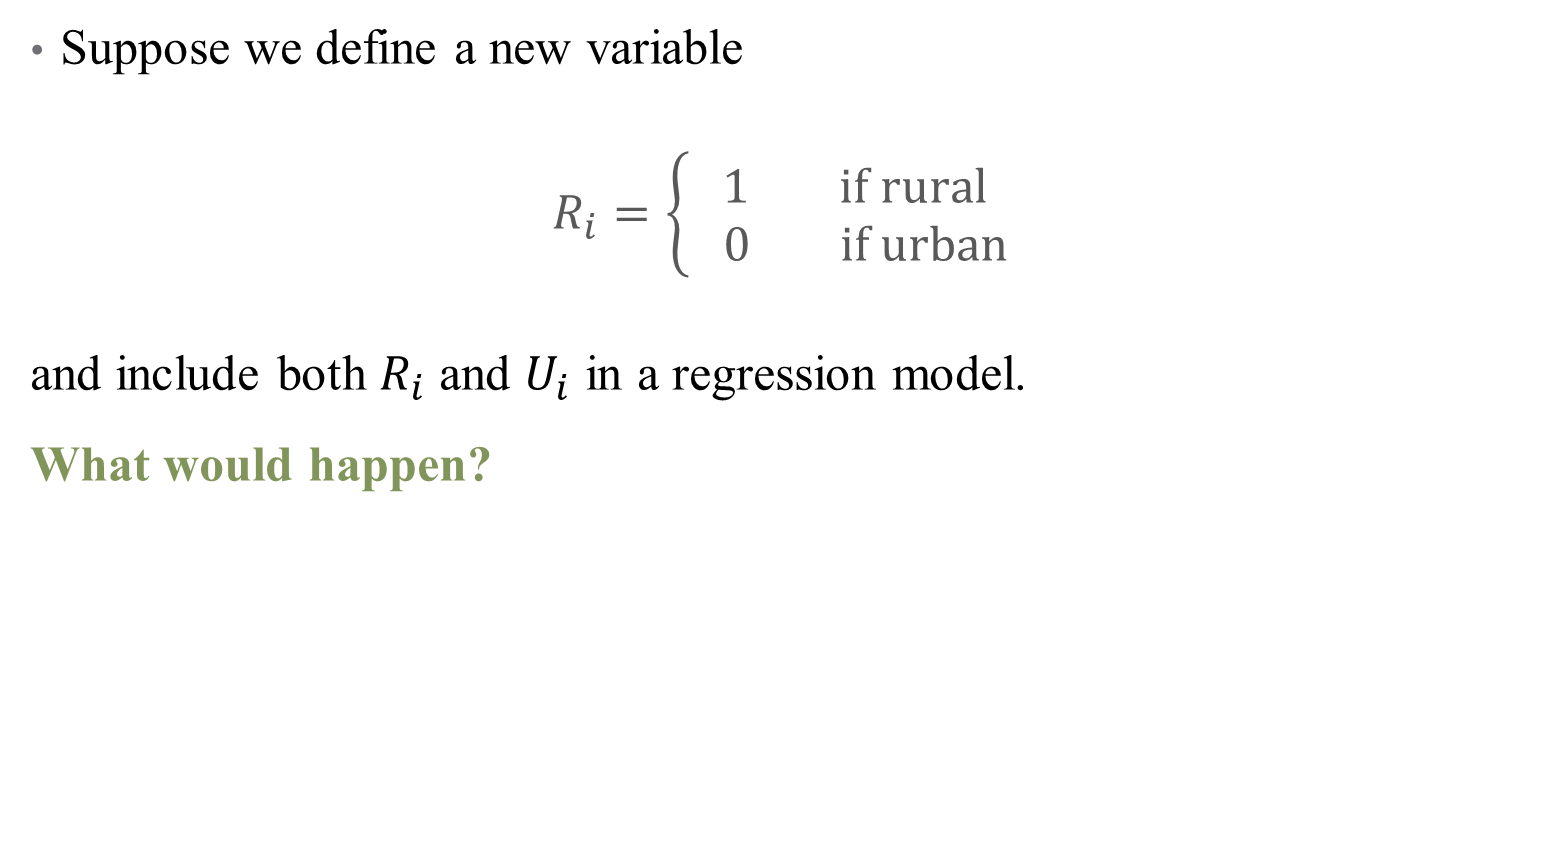 • Suppose we define a new variable
R_i = { 1 if rural
0 if urban
and include both R_i and U_i in a regression model.
What would happen?